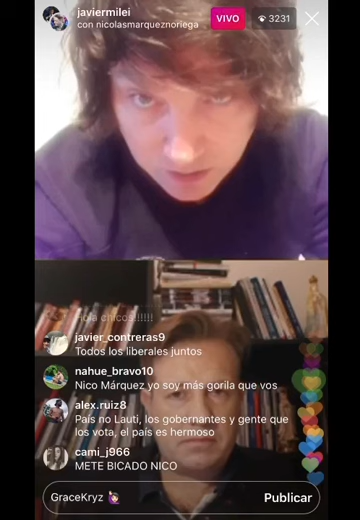 javiermilei
con nicolasmarqueznoriega
VIVO
3231
Hola chicos!!!!!!
javier_contreras9
Todos los liberales juntos
nahue_bravo10
Nico Márquez yo soy más gorila que vos
alex.ruiz8
País no Lauti, los gobernantes y gente que
los vota, el país es hermoso
cami_j966
METE BICADO NICO
GraceKryz 🙋🏻‍♀️
Publicar